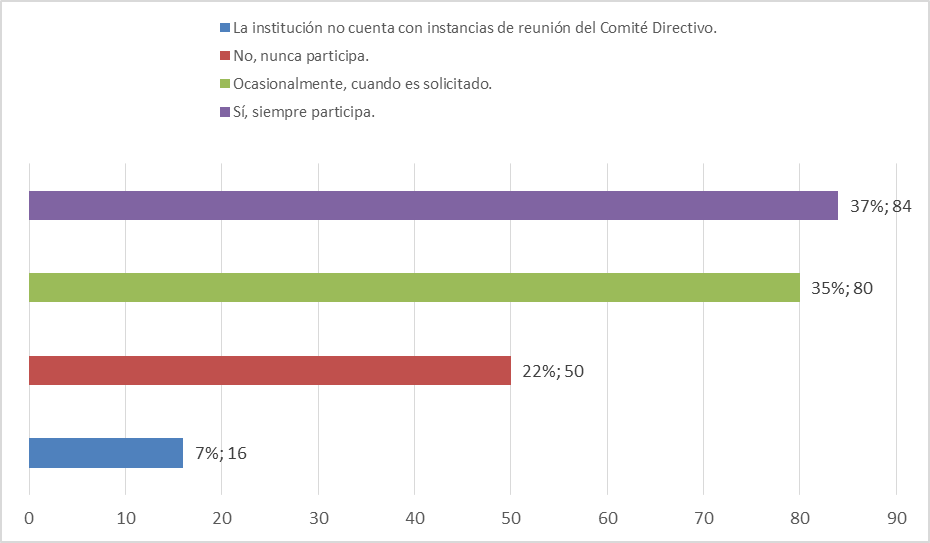 La institución no cuenta con instancias de reunión del Comité Directivo.
No, nunca participa.
Ocasionalmente, cuando es solicitado.
Sí, siempre participa.
37%; 84
35%; 80
22%; 50
7%; 16
0 10 20 30 40 50 60 70 80 90